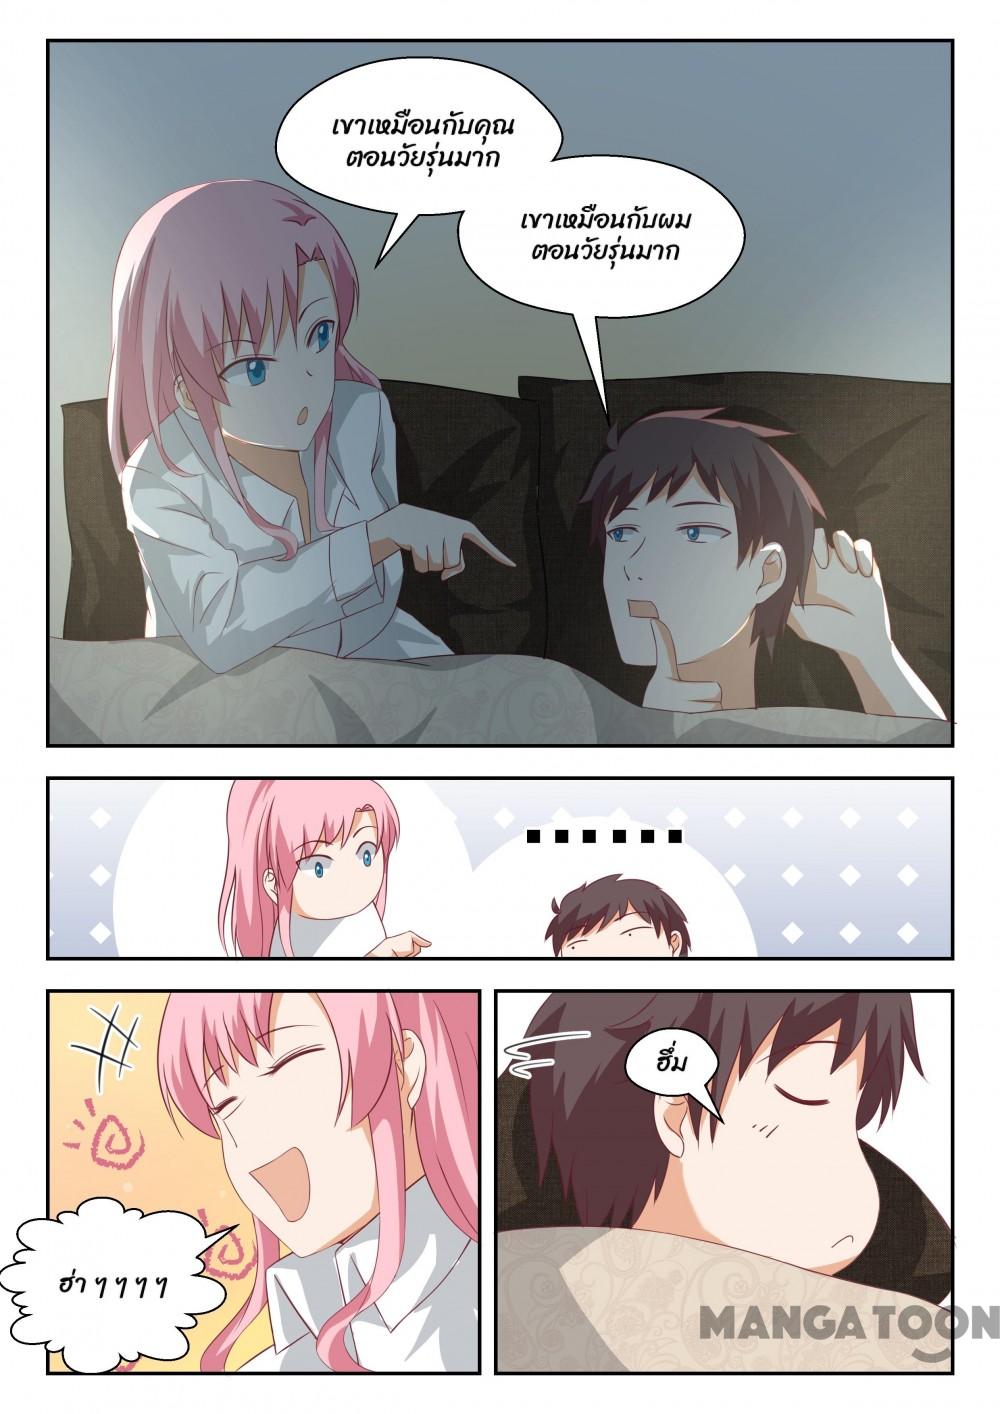 เขาเหมือนกับคุณ
ตอนวัยรุ่นมาก
เขาเหมือนกับผม
ตอนวัยรุ่นมาก
......
ฮ่า ๆ ๆ ๆ ๆ
ฮึ่ม
MANGATOON